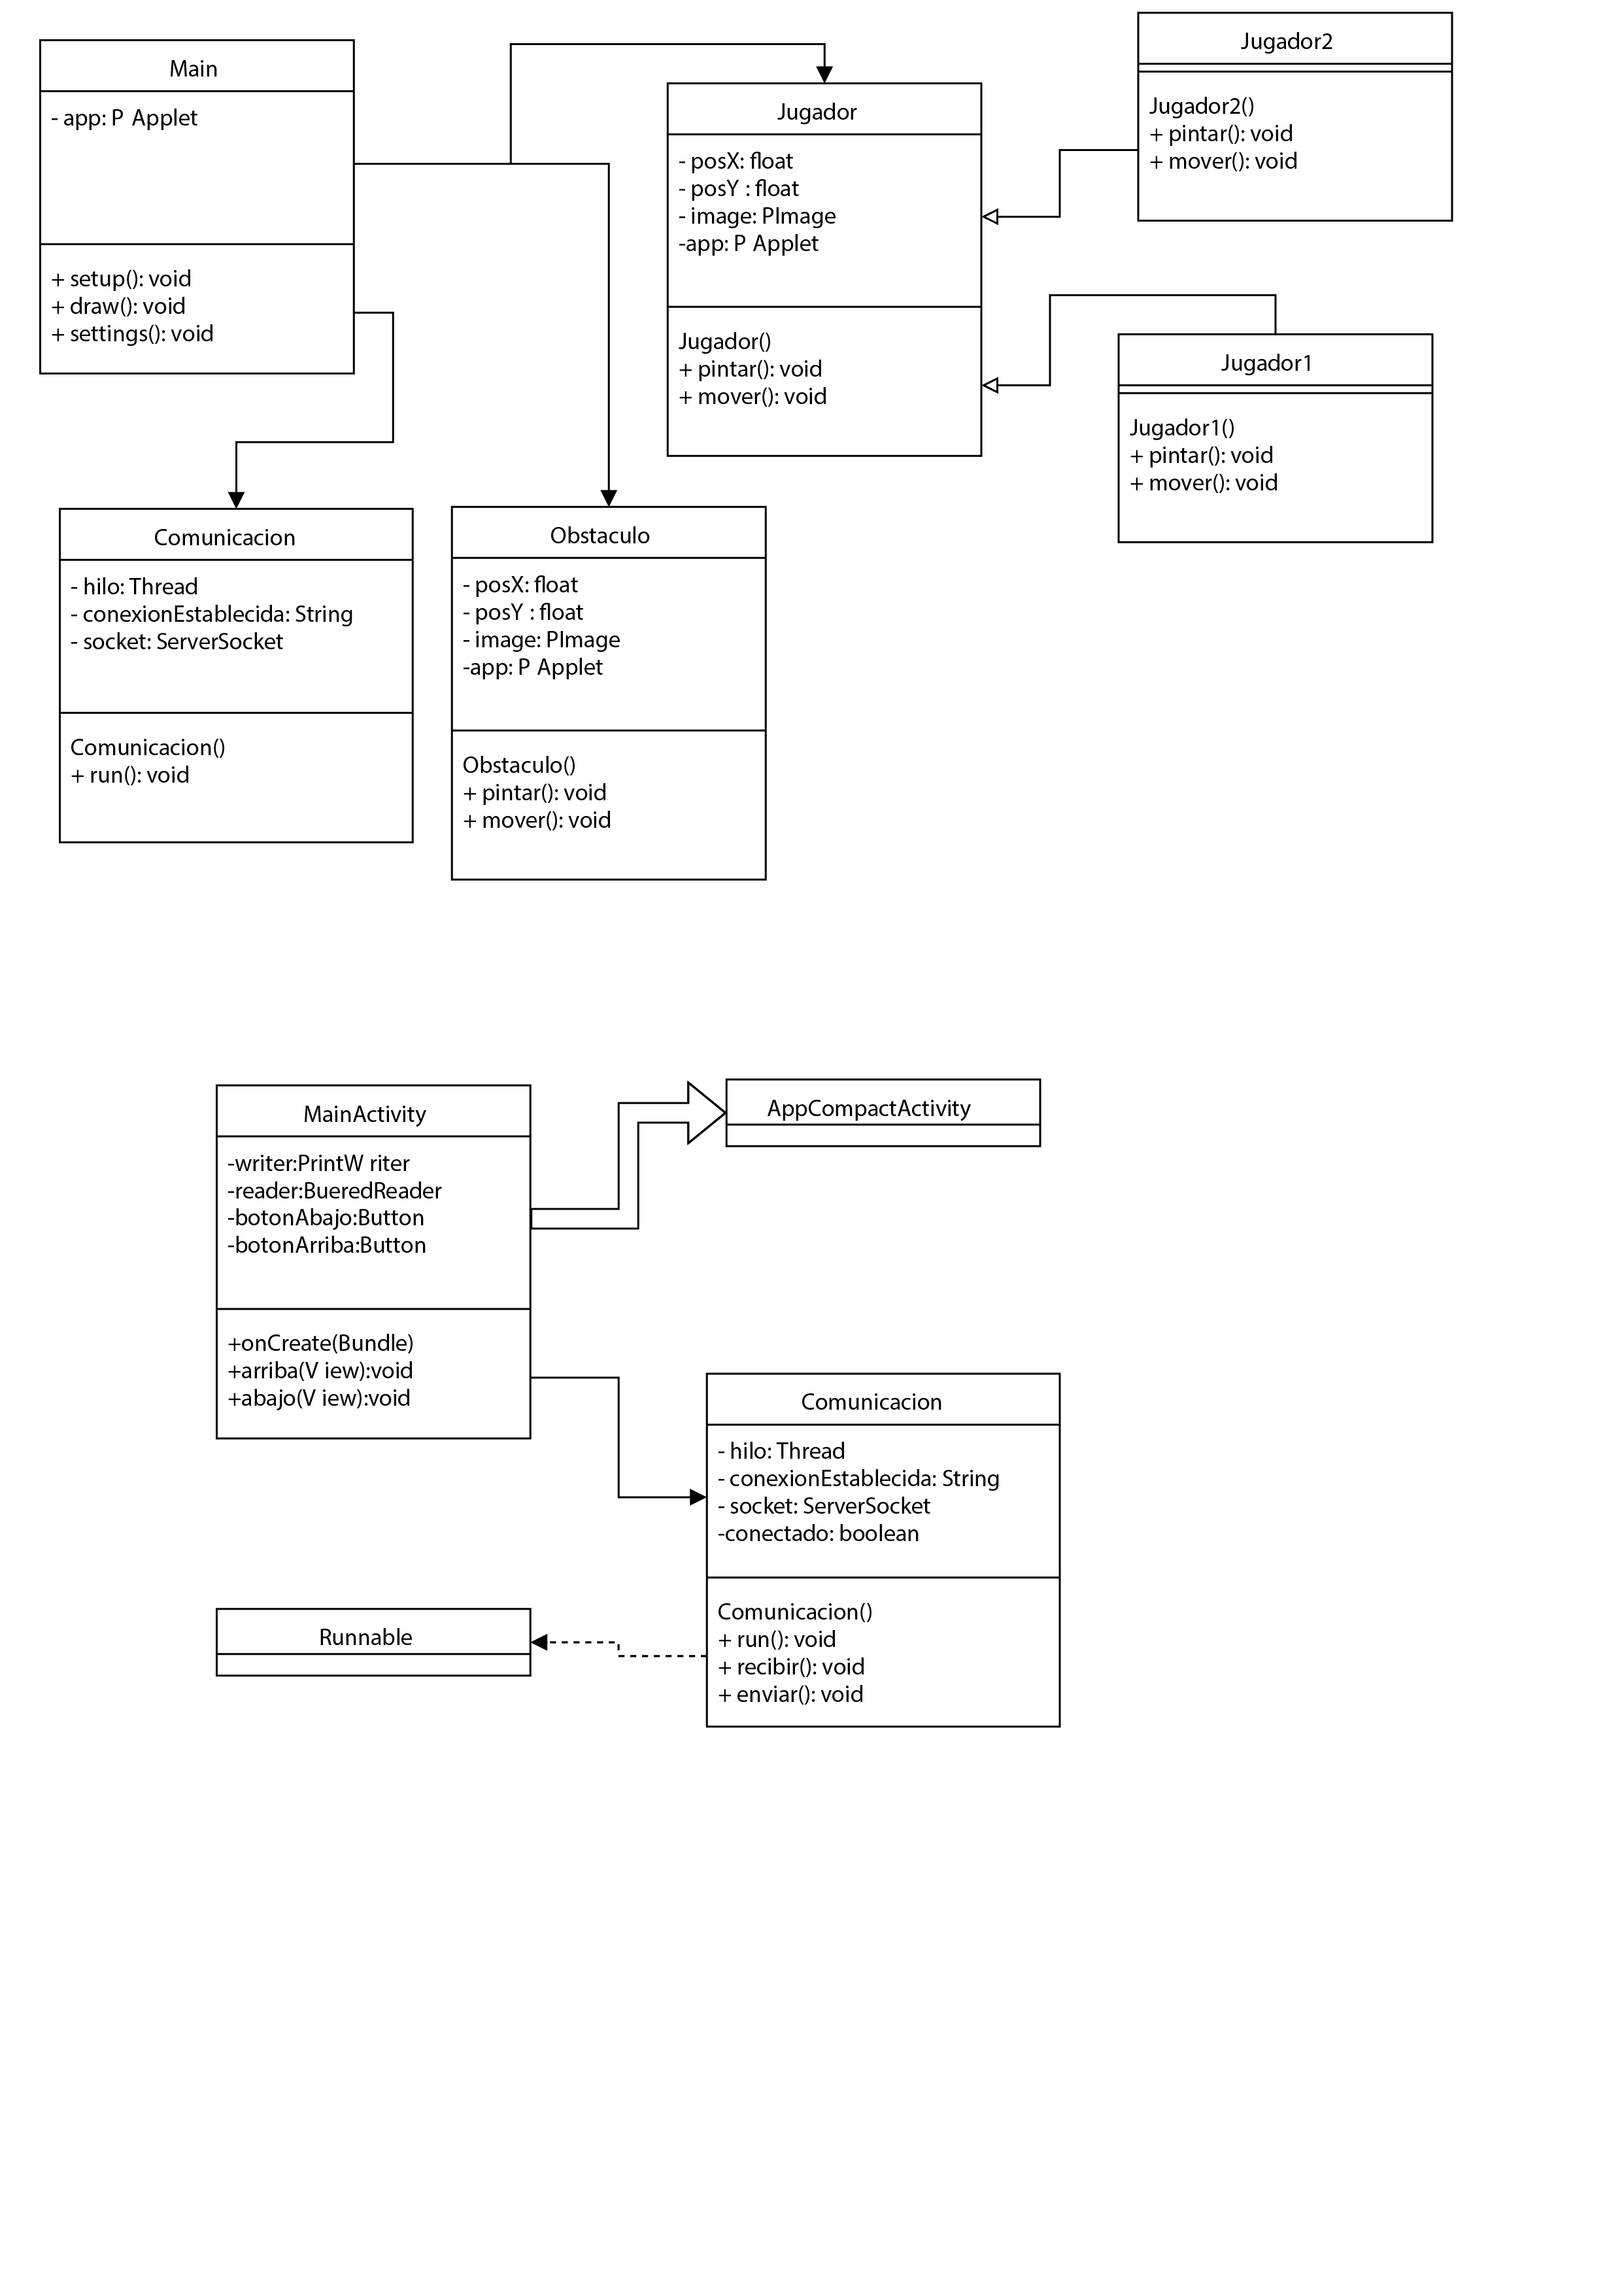 Main
- app: P Applet
+ setup(): void
+ draw(): void
+ settings(): void
Jugador
- posX: float
- posY : float
- image: PImage
-app: P Applet
Jugador()
+ pintar(): void
+ mover(): void
Jugador2
Jugador2()
+ pintar(): void
+ mover(): void
Jugador1
Jugador1()
+ pintar(): void
+ mover(): void
Comunicacion
- hilo: Thread
- conexionEstablecida: String
- socket: ServerSocket
Comunicacion()
+ run(): void
Obstaculo
- posX: float
- posY : float
- image: PImage
-app: P Applet
Obstaculo()
+ pintar(): void
+ mover(): void
MainActivity
-writer:PrintW riter
-reader:BueredReader
-botonAbajo:Button
-botonArriba:Button
+onCreate(Bundle)
+arriba(V iew):void
+abajo(V iew):void
AppCompactActivity
Comunicacion
- hilo: Thread
- conexionEstablecida: String
- socket: ServerSocket
-conectado: boolean
Comunicacion()
+ run(): void
+ recibir(): void
+ enviar(): void
Runnable